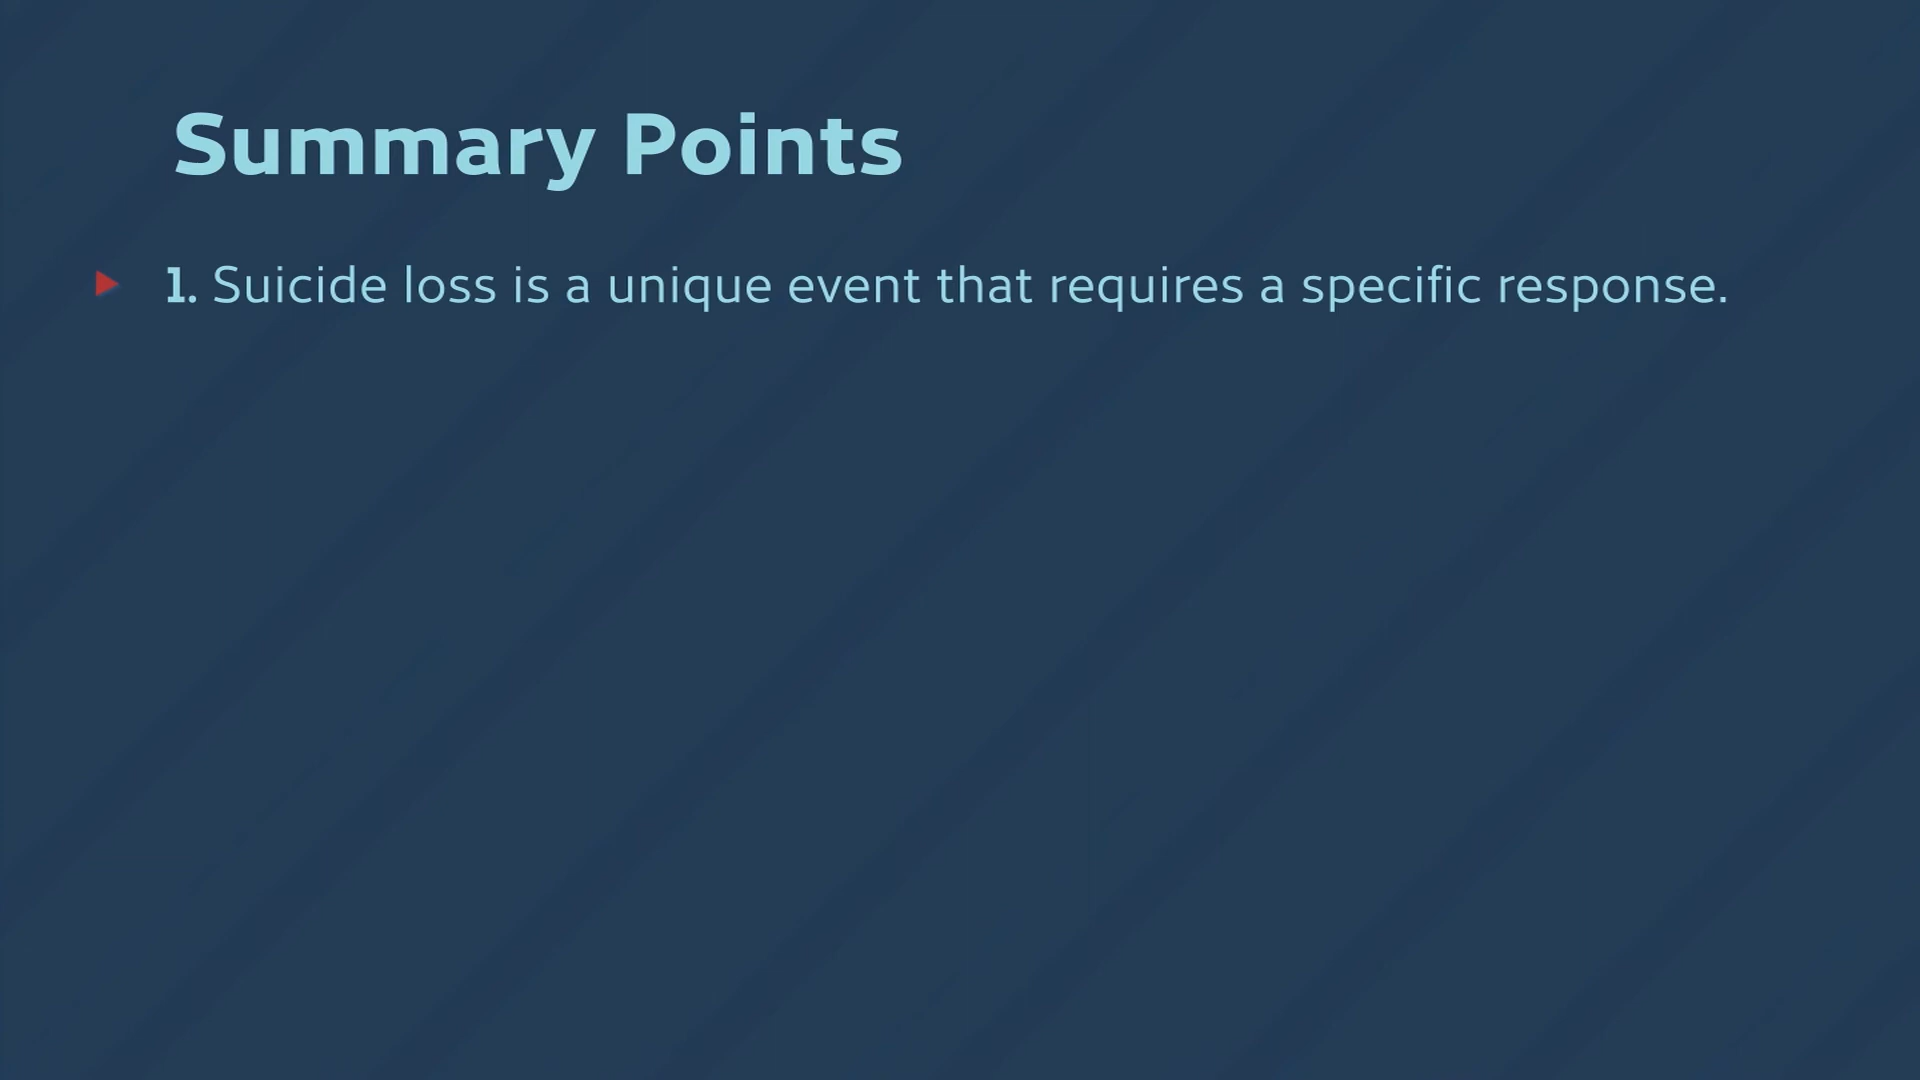 Summary Points
1. Suicide loss is a unique event that requires a specific response.